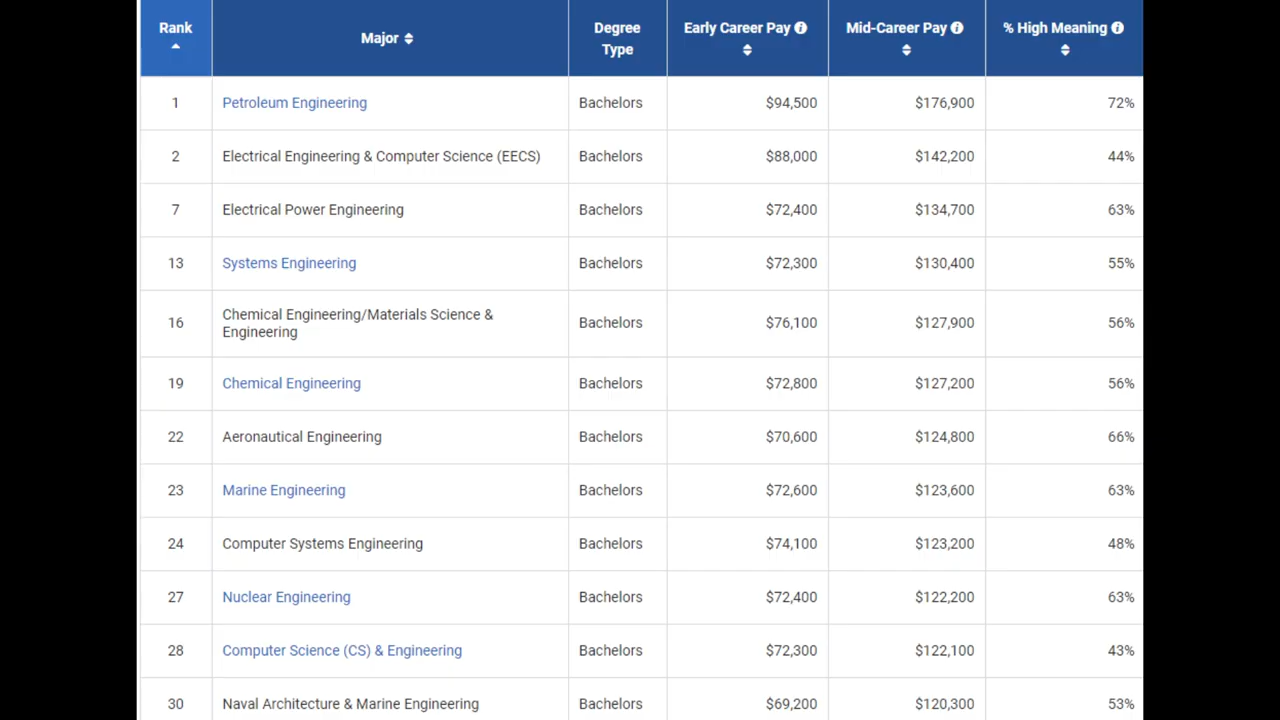 Rank Major Degree Type Early Career Pay Mid-Career Pay % High Meaning
1 Petroleum Engineering Bachelors $94,500 $176,900 72%
2 Electrical Engineering & Computer Science (EECS) Bachelors $88,000 $142,200 44%
7 Electrical Power Engineering Bachelors $72,400 $134,700 63%
13 Systems Engineering Bachelors $72,300 $130,400 55%
16 Chemical Engineering/Materials Science & Engineering Bachelors $76,100 $127,900 56%
19 Chemical Engineering Bachelors $72,800 $127,200 56%
22 Aeronautical Engineering Bachelors $70,600 $124,800 66%
23 Marine Engineering Bachelors $72,600 $123,600 63%
24 Computer Systems Engineering Bachelors $74,100 $123,200 48%
27 Nuclear Engineering Bachelors $72,400 $122,200 63%
28 Computer Science (CS) & Engineering Bachelors $72,300 $122,100 43%
30 Naval Architecture & Marine Engineering Bachelors $69,200 $120,300 53%